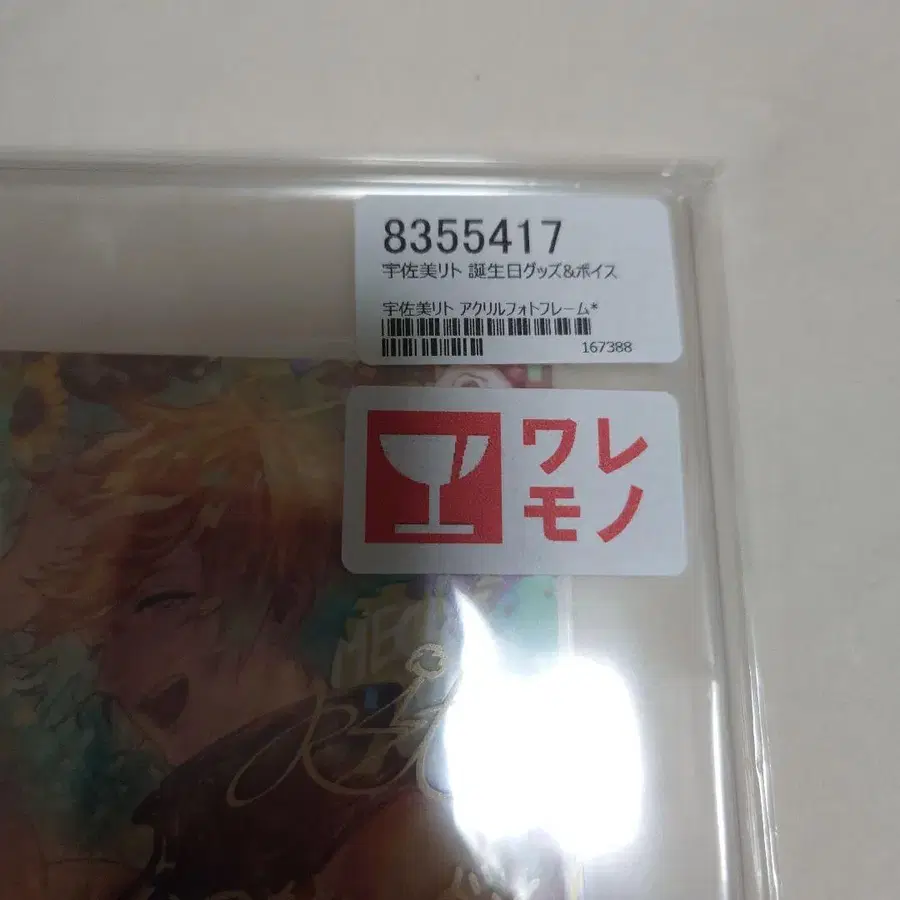 8355417
宇佐美リト 誕生日グッズ&ボイス
宇佐美リト アクリルフォトフレーム*
167388
ワレ
モノ